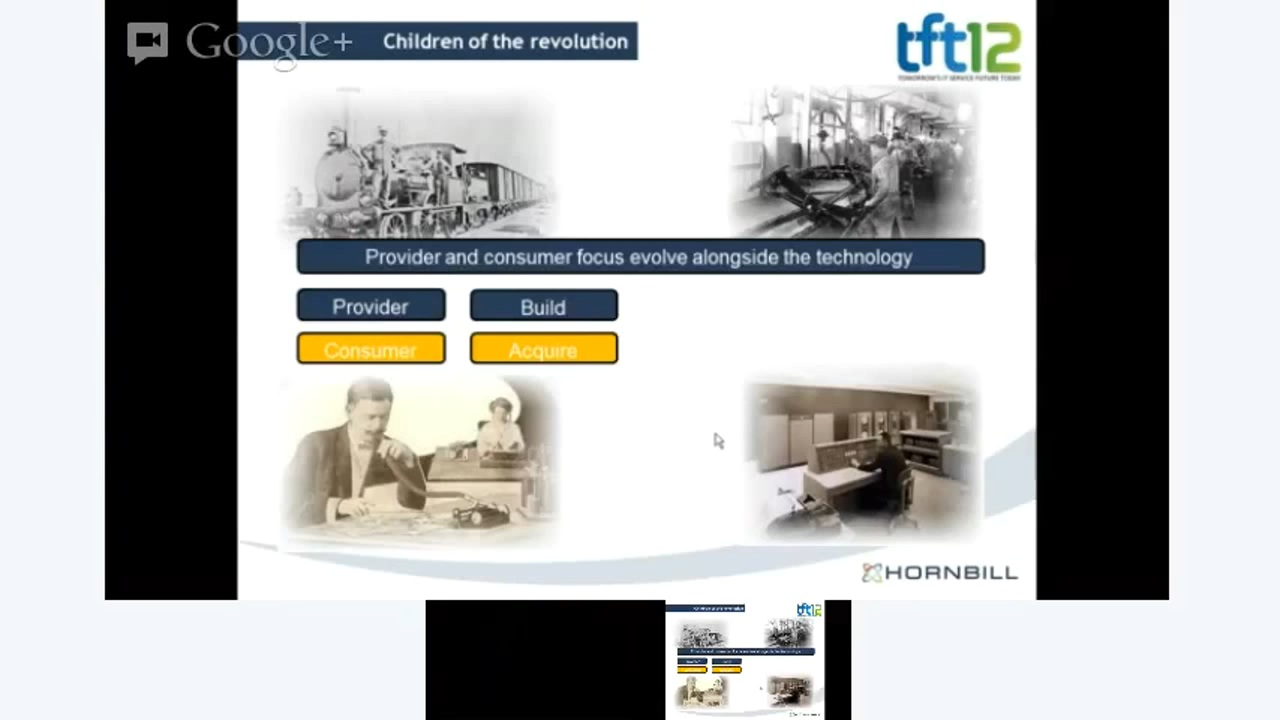 Google+
Children of the revolution
tft12
TOMORROW'S IT SERVICE FUTURE TODAY
Provider and consumer focus evolve alongside the technology
Provider
Build
Consumer
Acquire
HORNBILL